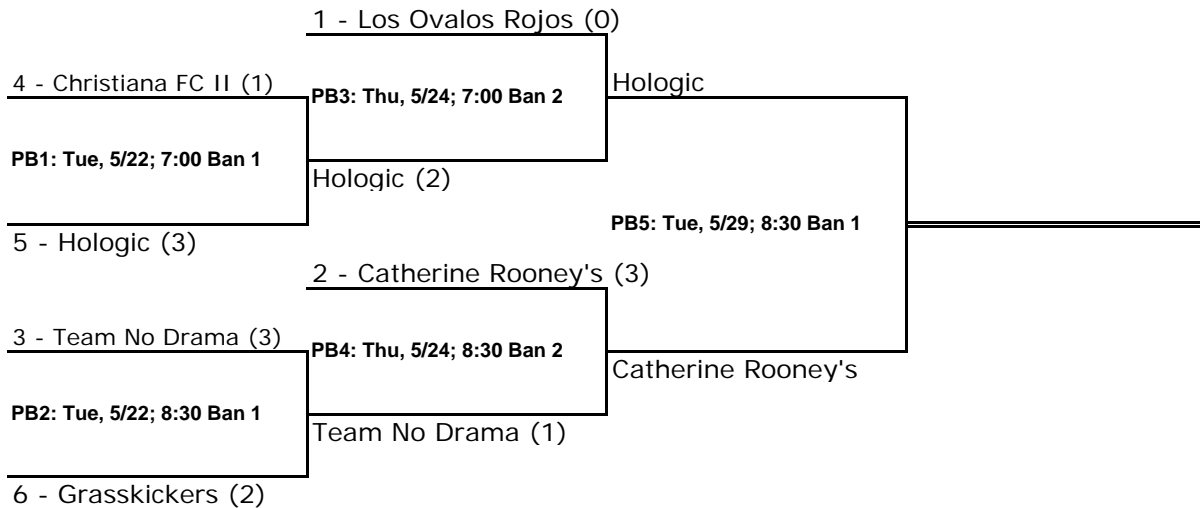 1 - Los Ovalos Rojos (0)
4 - Christiana FC II (1)
PB3: Thu, 5/24; 7:00 Ban 2
Hologic
PB1: Tue, 5/22; 7:00 Ban 1
Hologic (2)
5 - Hologic (3)
PB5: Tue, 5/29; 8:30 Ban 1
2 - Catherine Rooney's (3)
3 - Team No Drama (3)
PB4: Thu, 5/24; 8:30 Ban 2
Catherine Rooney's
PB2: Tue, 5/22; 8:30 Ban 1
Team No Drama (1)
6 - Grasskickers (2)